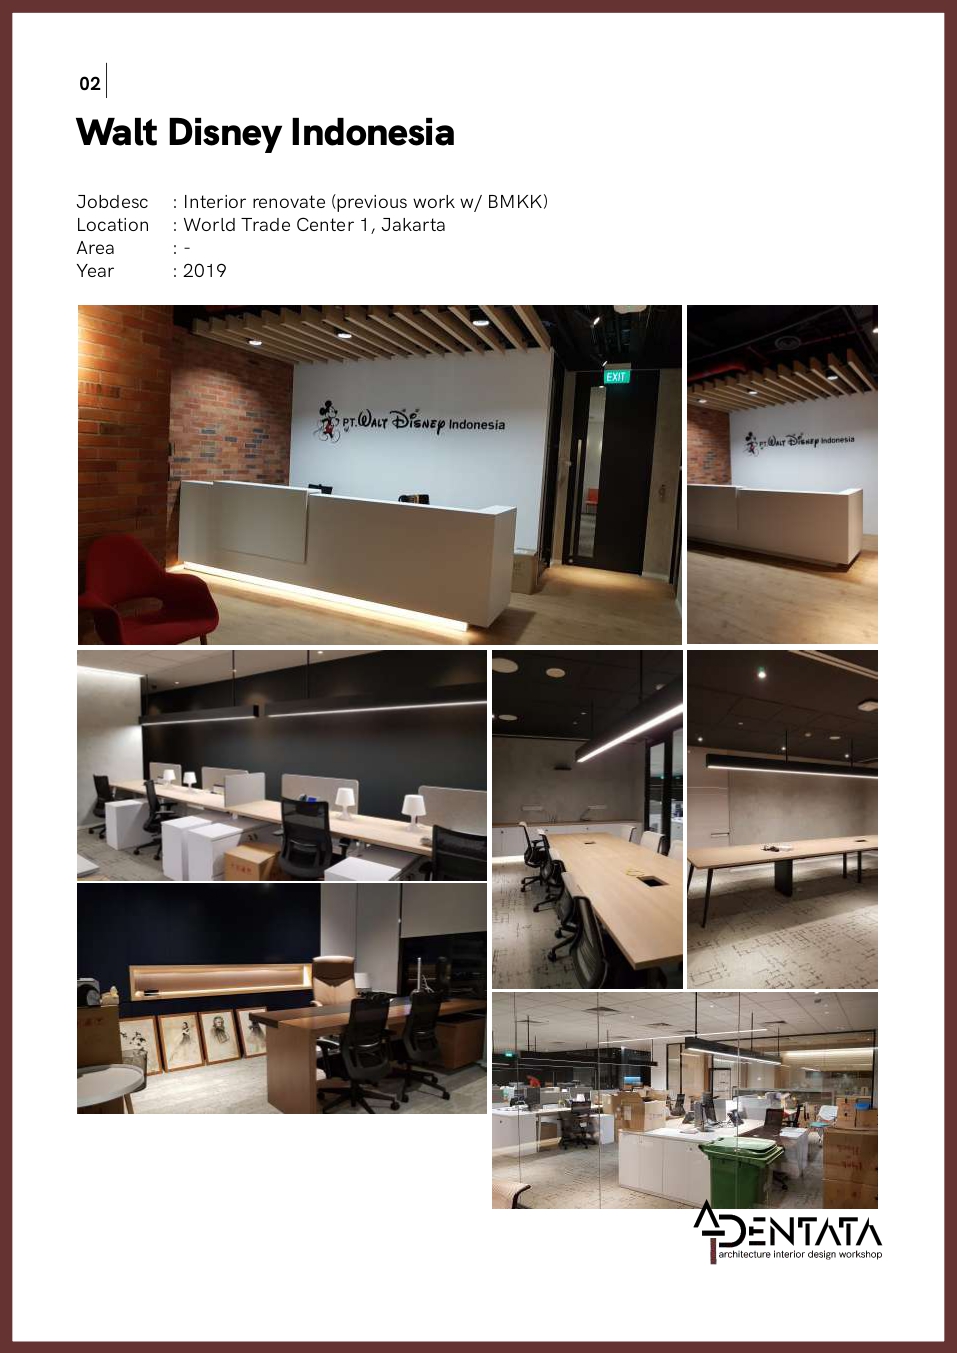 02
Walt Disney Indonesia
Jobdesc : Interior renovate (previous work w/ BMKK)
Location : World Trade Center 1, Jakarta
Area : -
Year : 2019
EXIT
PT. WALT DISNEY Indonesia
PT. WALT DISNEY Indonesia
DENTATA
architecture interior design workshop